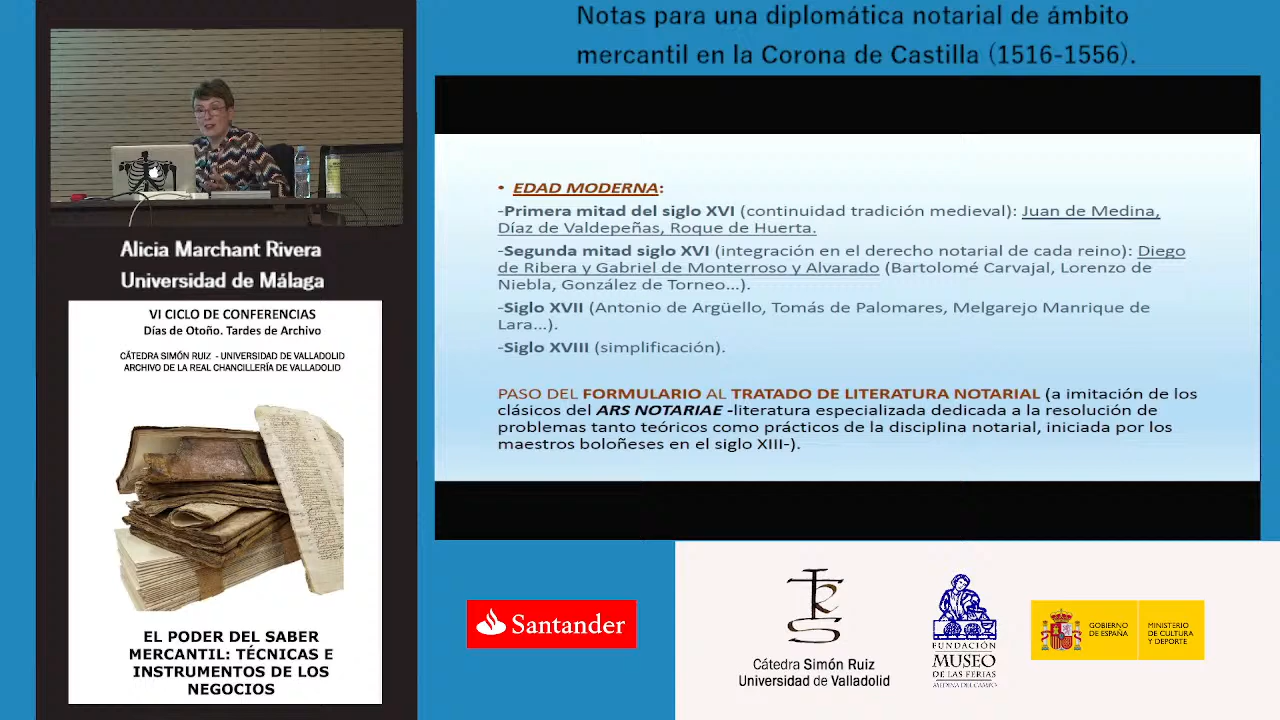 Notas para una diplomática notarial de ámbito
mercantil en la Corona de Castilla (1516-1556).
Alicia Marchant Rivera
Universidad de Málaga
VI CICLO DE CONFERENCIAS
Días de Otoño. Tardes de Archivo
CÁTEDRA SIMÓN RUIZ - UNIVERSIDAD DE VALLADOLID
ARCHIVO DE LA REAL CHANCILLERÍA DE VALLADOLID
EL PODER DEL SABER
MERCANTIL: TÉCNICAS E
INSTRUMENTOS DE LOS
NEGOCIOS
• EDAD MODERNA:
-Primera mitad del siglo XVI (continuidad tradición medieval): Juan de Medina,
Díaz de Valdepeñas, Roque de Huerta.
-Segunda mitad siglo XVI (integración en el derecho notarial de cada reino): Diego
de Ribera y Gabriel de Monterroso y Alvarado (Bartolomé Carvajal, Lorenzo de
Niebla, González de Torneo...).
-Siglo XVII (Antonio de Argüello, Tomás de Palomares, Melgarejo Manrique de
Lara...).
-Siglo XVIII (simplificación).
PASO DEL FORMULARIO AL TRATADO DE LITERATURA NOTARIAL (a imitación de los
clásicos del ARS NOTARIAE -literatura especializada dedicada a la resolución de
problemas tanto teóricos como prácticos de la disciplina notarial, iniciada por los
maestros boloñeses en el siglo XIII-).
Santander
Cátedra Simón Ruiz
Universidad de Valladolid
FUNDACIÓN
MUSEO
DE LAS FERIAS
MEDINA DEL CAMPO
GOBIERNO
DE ESPAÑA
MINISTERIO
DE CULTURA
Y DEPORTE